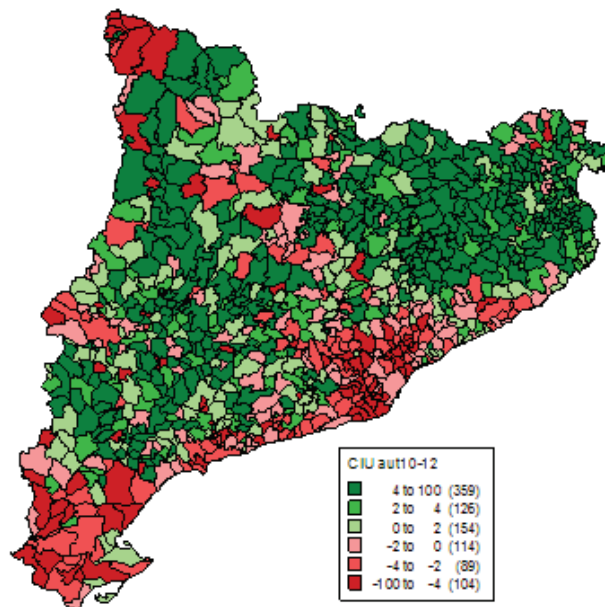 CIU aut10-12
4 to 100 (359)
2 to 4 (126)
0 to 2 (154)
-2 to 0 (114)
-4 to -2 (89)
-100 to -4 (104)